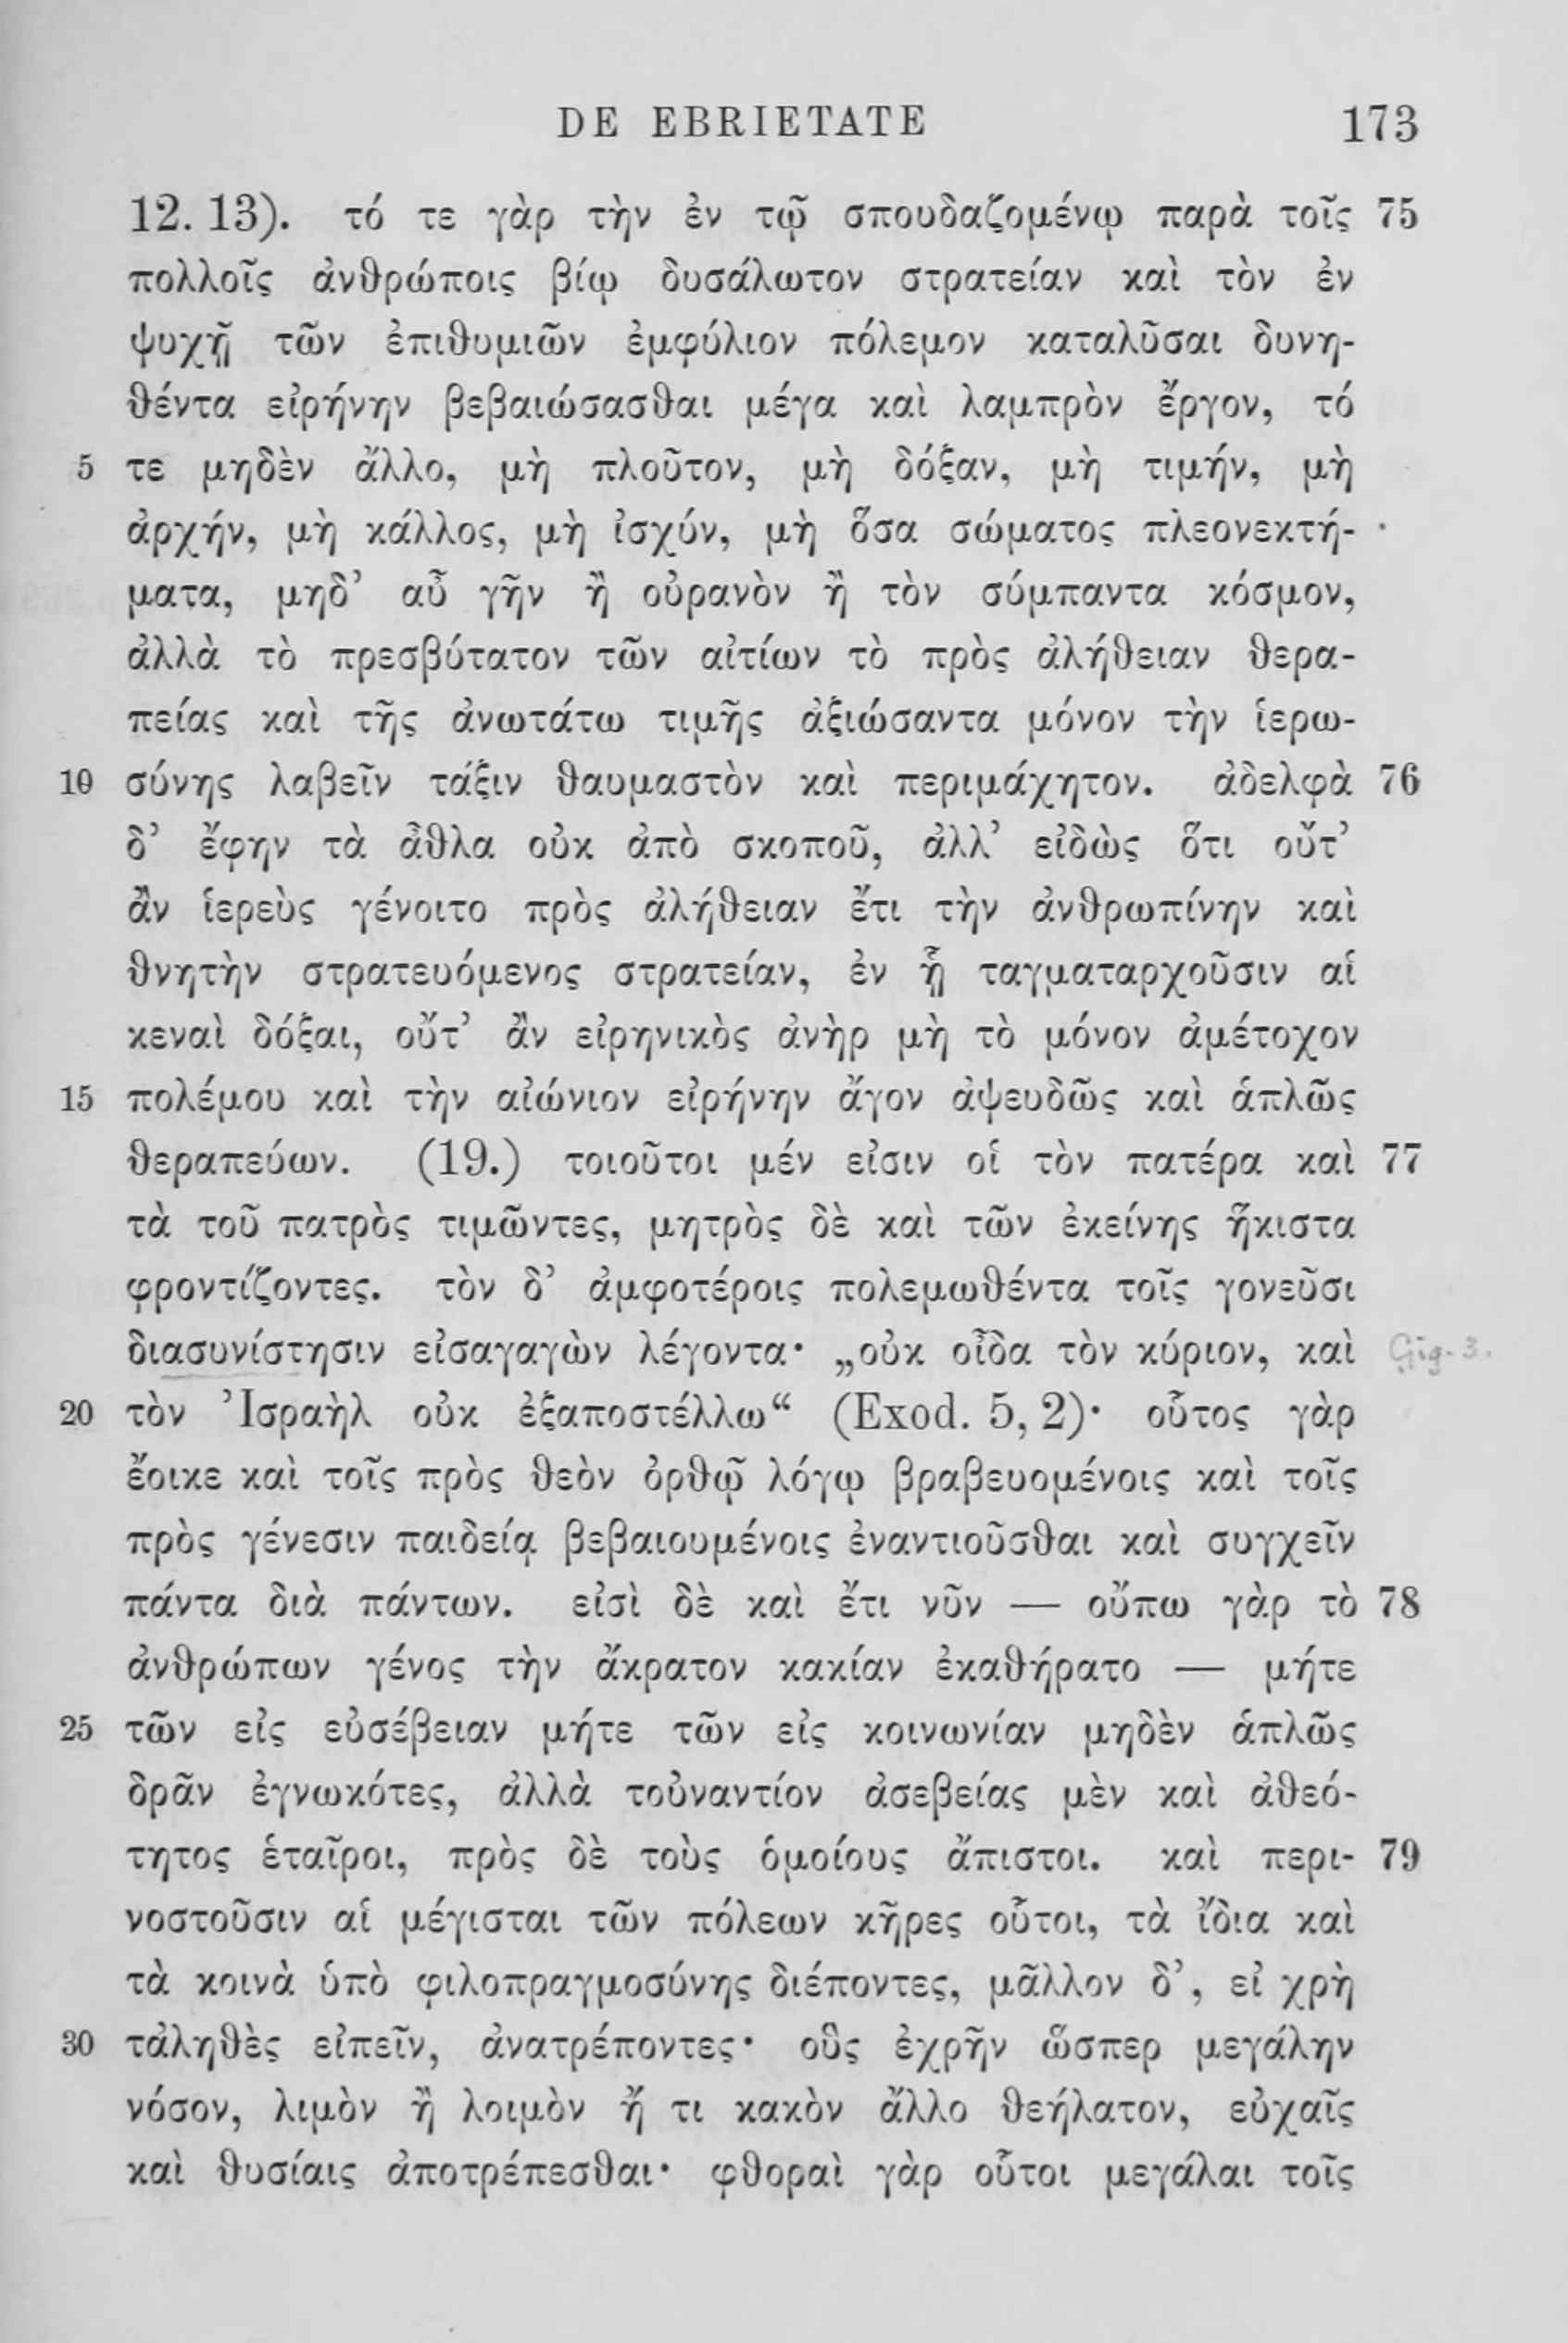 DE EBRIETATE 173
12. 13). τό τε γὰρ τὴν ἐν τῷ σπουδαζομένῳ παρὰ τοῖς 75
πολλοῖς ἀνθρώποις βίῳ δυσάλωτον στρατείαν καὶ τὸν ἐν
ψυχῇ τῶν ἐπιθυμιῶν ἐμφύλιον πόλεμον καταλῦσαι δυνη-
θέντα εἰρήνην βεβαιώσασθαι μέγα καὶ λαμπρὸν ἔργον, τό
5 τε μηδὲν ἄλλο, μὴ πλοῦτον, μὴ δόξαν, μὴ τιμήν, μὴ
ἀρχήν, μὴ κάλλος, μὴ ἰσχύν, μὴ ὅσα σώματος πλεονεκτή-
ματα, μηδ’ αὖ γῆν ἢ οὐρανὸν ἢ τὸν σύμπαντα κόσμον,
ἀλλὰ τὸ πρεσβύτατον τῶν αἰτίων τὸ πρὸς ἀλήθειαν θερα-
πείας καὶ τῆς ἀνωτάτω τιμῆς ἀξιώσαντα μόνον τὴν ἱερω-
10 σύνης λαβεῖν τάξιν θαυμαστὸν καὶ περιμάχητον. ἀδελφὰ 76
δ’ ἔφην τὰ ἆθλα οὐκ ἀπὸ σκοποῦ, ἀλλ’ εἰδὼς ὅτι οὔτ’
ἂν ἱερεὺς γένοιτο πρὸς ἀλήθειαν ἔτι τὴν ἀνθρωπίνην καὶ
θνητὴν στρατευόμενος στρατείαν, ἐν ᾗ ταγματαρχοῦσιν αἱ
κεναὶ δόξαι, οὔτ’ ἂν εἰρηνικὸς ἀνὴρ μὴ τὸ μόνον ἀμέτοχον
15 πολέμου καὶ τὴν αἰώνιον εἰρήνην ἄγον ἀψευδῶς καὶ ἁπλῶς
θεραπεύων. (19.) τοιοῦτοι μέν εἰσιν οἱ τὸν πατέρα καὶ 77
τὰ τοῦ πατρὸς τιμῶντες, μητρὸς δὲ καὶ τῶν ἐκείνης ἥκιστα
φροντίζοντες. τὸν δ’ ἀμφοτέροις πολεμωθέντα τοῖς γονεῦσι
διασυνίστησιν εἰσαγαγὼν λέγοντα· „οὐκ οἶδα τὸν κύριον, καὶ Gig. 3.
20 τὸν Ἰσραὴλ οὐκ ἐξαποστέλλω“ (Exod. 5, 2)· οὗτος γὰρ
ἔοικε καὶ τοῖς πρὸς θεὸν ὀρθῷ λόγῳ βραβευομένοις καὶ τοῖς
πρὸς γένεσιν παιδείᾳ βεβαιουμένοις ἐναντιοῦσθαι καὶ συγχεῖν
πάντα διὰ πάντων. εἰσὶ δὲ καὶ ἔτι νῦν — οὔπω γὰρ τὸ 78
ἀνθρώπων γένος τὴν ἄκρατον κακίαν ἐκαθήρατο — μήτε
25 τῶν εἰς εὐσέβειαν μήτε τῶν εἰς κοινωνίαν μηδὲν ἁπλῶς
δρᾶν ἐγνωκότες, ἀλλὰ τοὐναντίον ἀσεβείας μὲν καὶ ἀθεό-
τητος ἑταῖροι, πρὸς δὲ τοὺς ὁμοίους ἄπιστοι. καὶ περι- 79
νοστοῦσιν αἱ μέγισται τῶν πόλεων κῆρες οὗτοι, τὰ ἴδια καὶ
τὰ κοινὰ ὑπὸ φιλοπραγμοσύνης διέποντες, μᾶλλον δ’, εἰ χρὴ
30 τἀληθὲς εἰπεῖν, ἀνατρέποντες· οὓς ἐχρῆν ὥσπερ μεγάλην
νόσον, λιμὸν ἢ λοιμὸν ἤ τι κακὸν ἄλλο θεήλατον, εὐχαῖς
καὶ θυσίαις ἀποτρέπεσθαι· φθοραὶ γὰρ οὗτοι μεγάλαι τοῖς